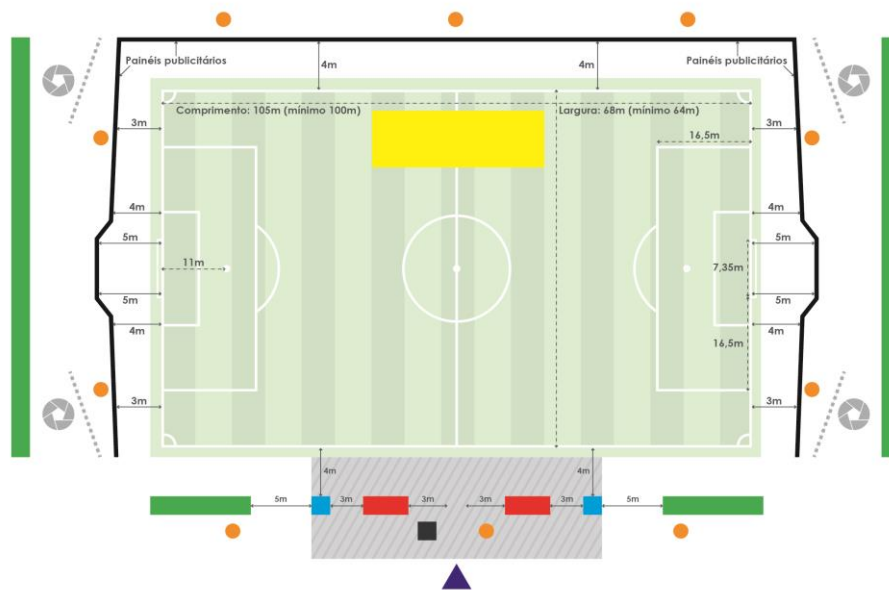 Painéis publicitários
4m
4m
Painéis publicitários
Comprimento: 105m (mínimo 100m)
Largura: 68m (mínimo 64m)
3m
16,5m
3m
4m
4m
5m
5m
11m
7,35m
5m
5m
4m
16,5m
4m
3m
3m
4m
4m
5m
3m
3m
3m
3m
5m